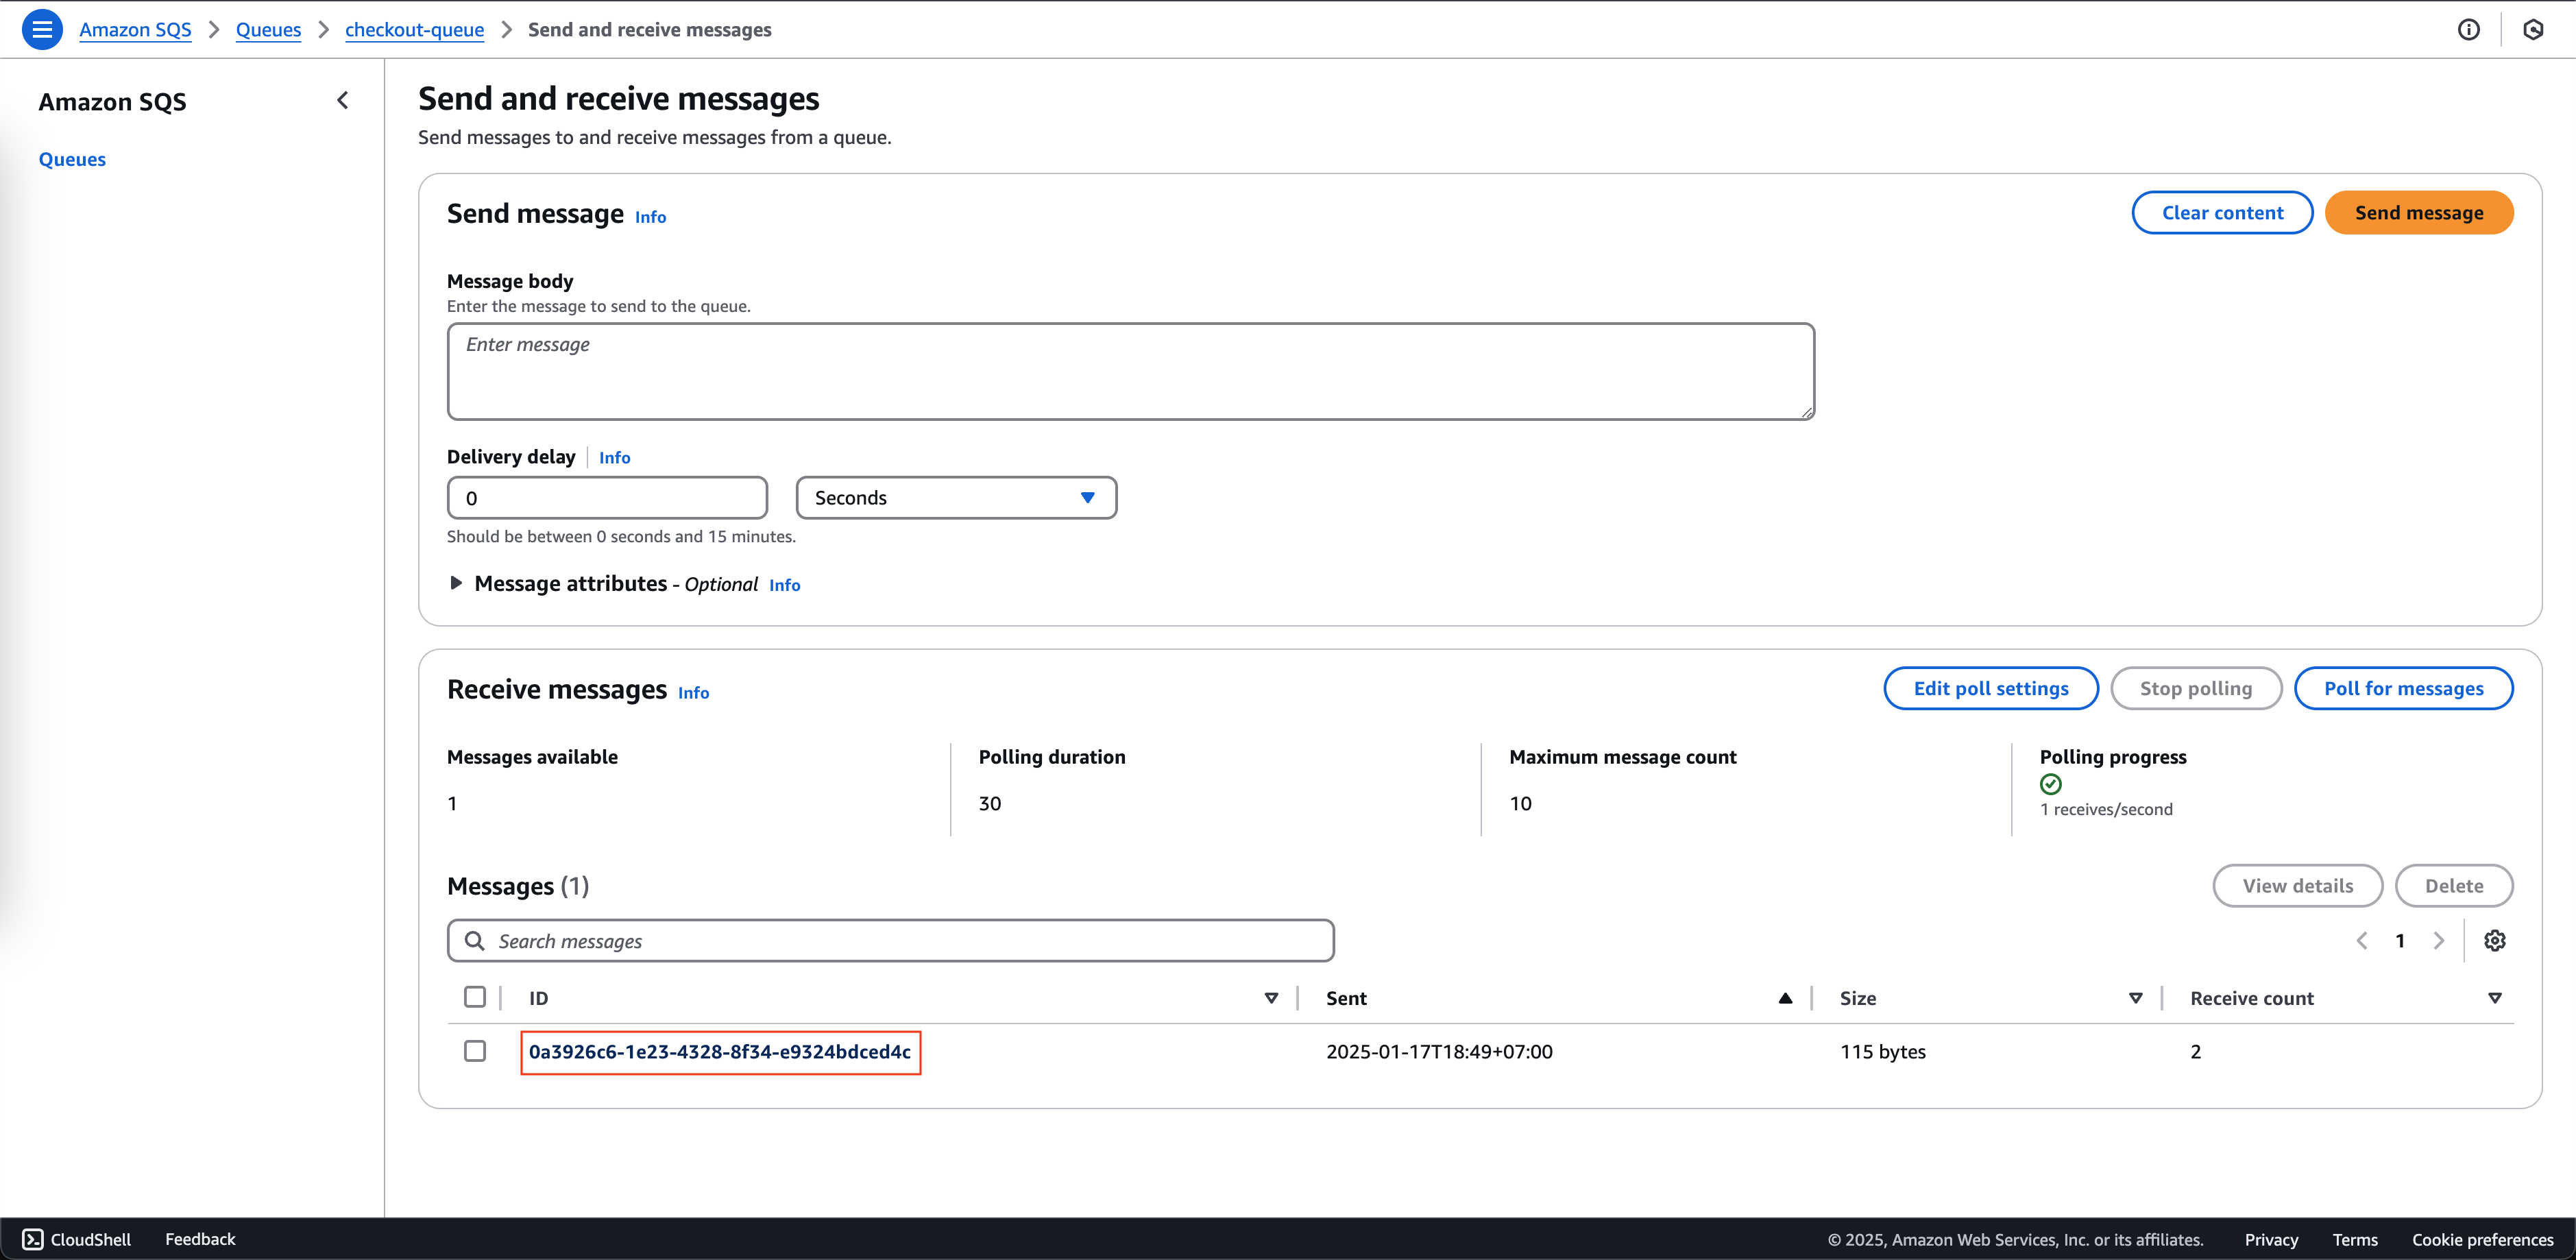 Amazon SQS > Queues > checkout-queue > Send and receive messages
Amazon SQS
Queues
Send and receive messages
Send messages to and receive messages from a queue.
Send message Info
Clear content Send message
Message body
Enter the message to send to the queue.
Enter message
Delivery delay Info
0 Seconds
Should be between 0 seconds and 15 minutes.
Message attributes - Optional Info
Receive messages Info
Edit poll settings Stop polling Poll for messages
Messages available Polling duration Maximum message count Polling progress
1 30 10
1 receives/second
Messages (1)
View details Delete
Search messages
1
ID Sent Size Receive count
0a3926c6-1e23-4328-8f34-e9324bdced4c 2025-01-17T18:49+07:00 115 bytes 2
CloudShell Feedback © 2025, Amazon Web Services, Inc. or its affiliates. Privacy Terms Cookie preferences